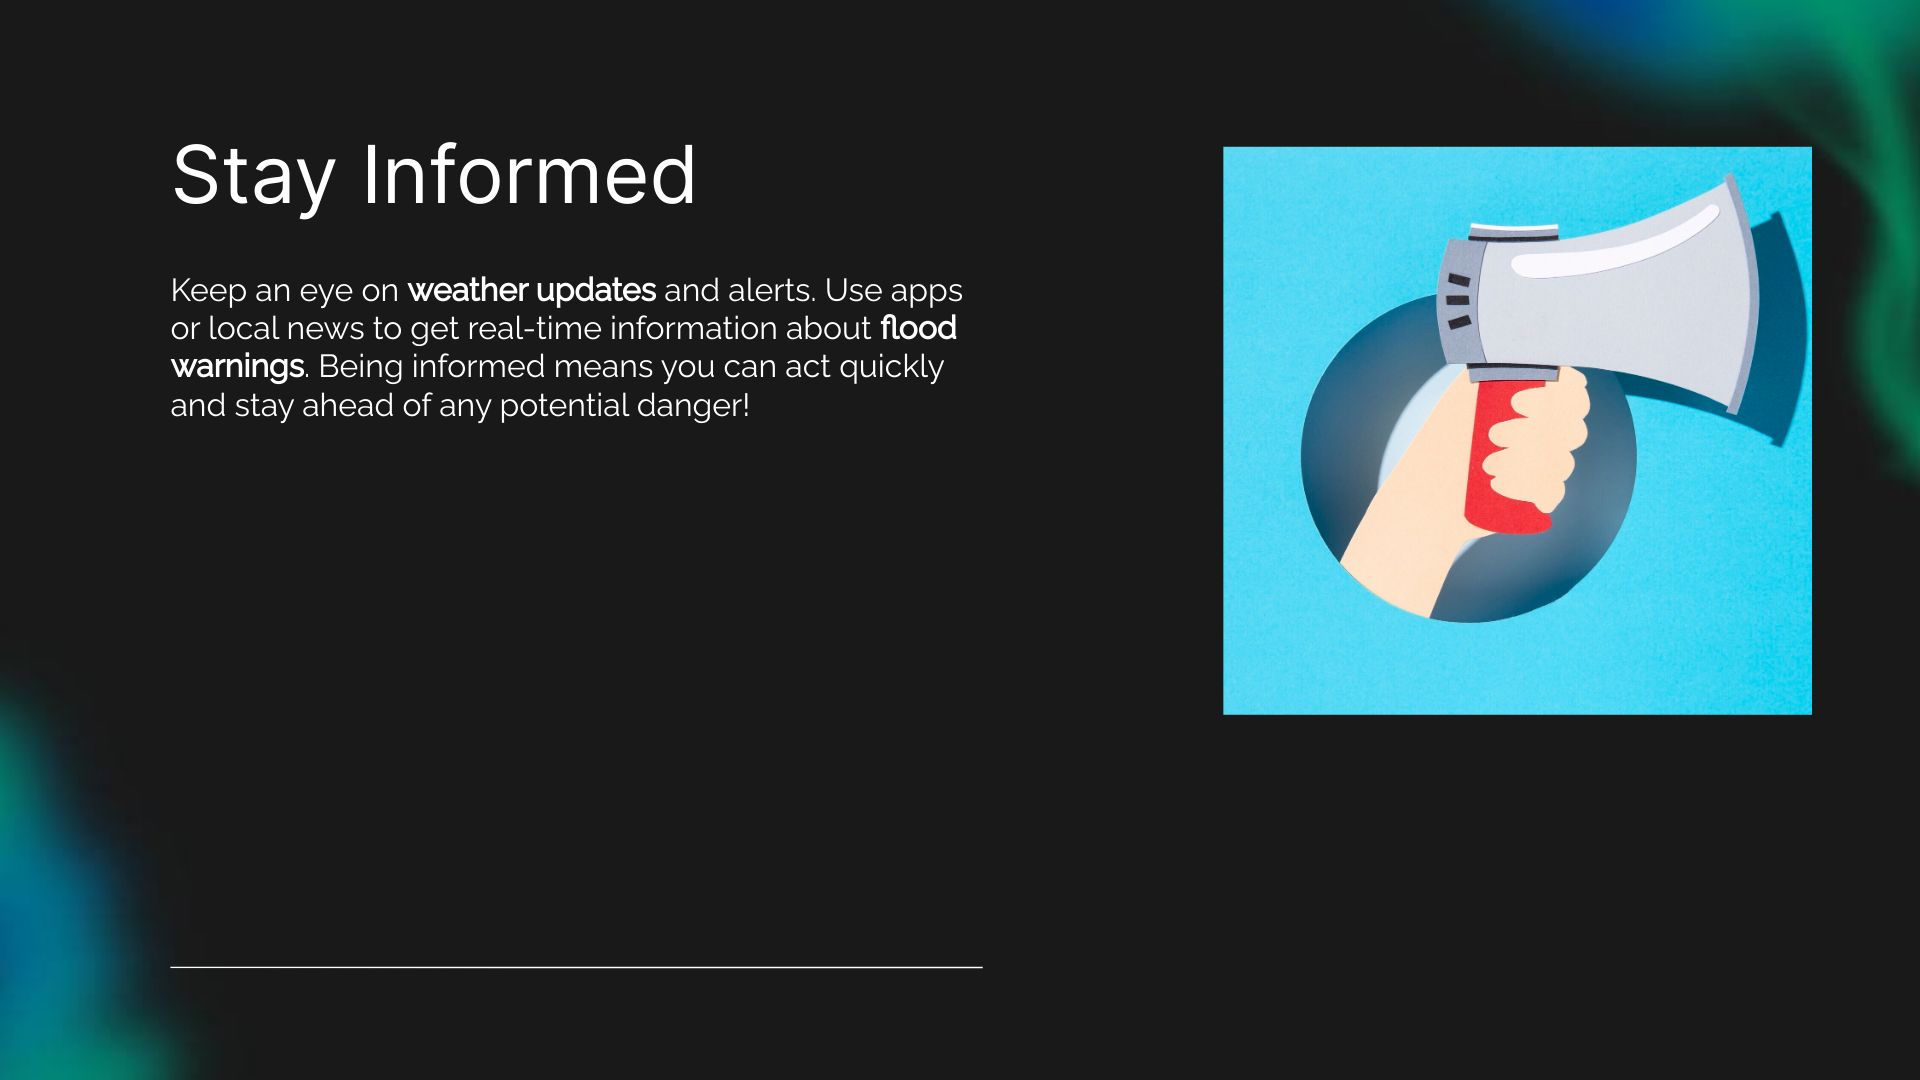 Stay Informed
Keep an eye on weather updates and alerts. Use apps
or local news to get real-time information about flood
warnings. Being informed means you can act quickly
and stay ahead of any potential danger!